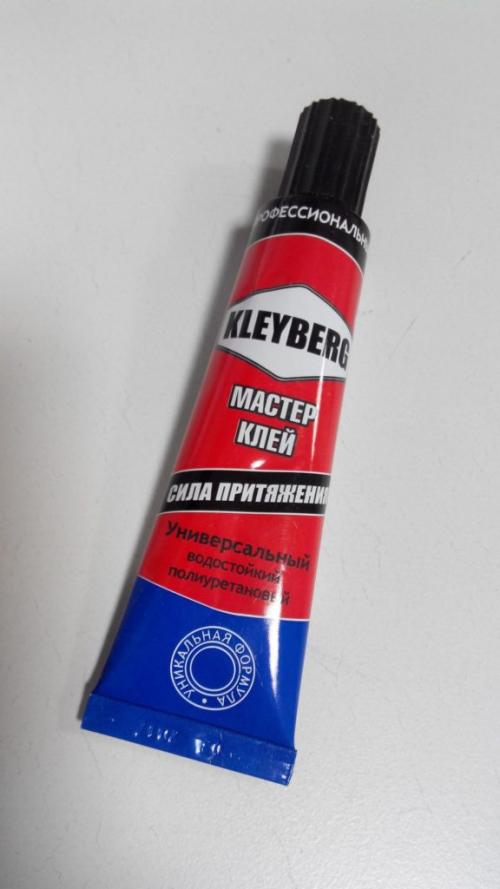 ПРОФЕССИОНАЛЬНЫЙ
KLEYBERG
МАСТЕР
КЛЕЙ
СИЛА ПРИТЯЖЕНИЯ
Универсальный
водостойкий
полиуретановый
УНИКАЛЬНАЯ ФОРМУЛА •